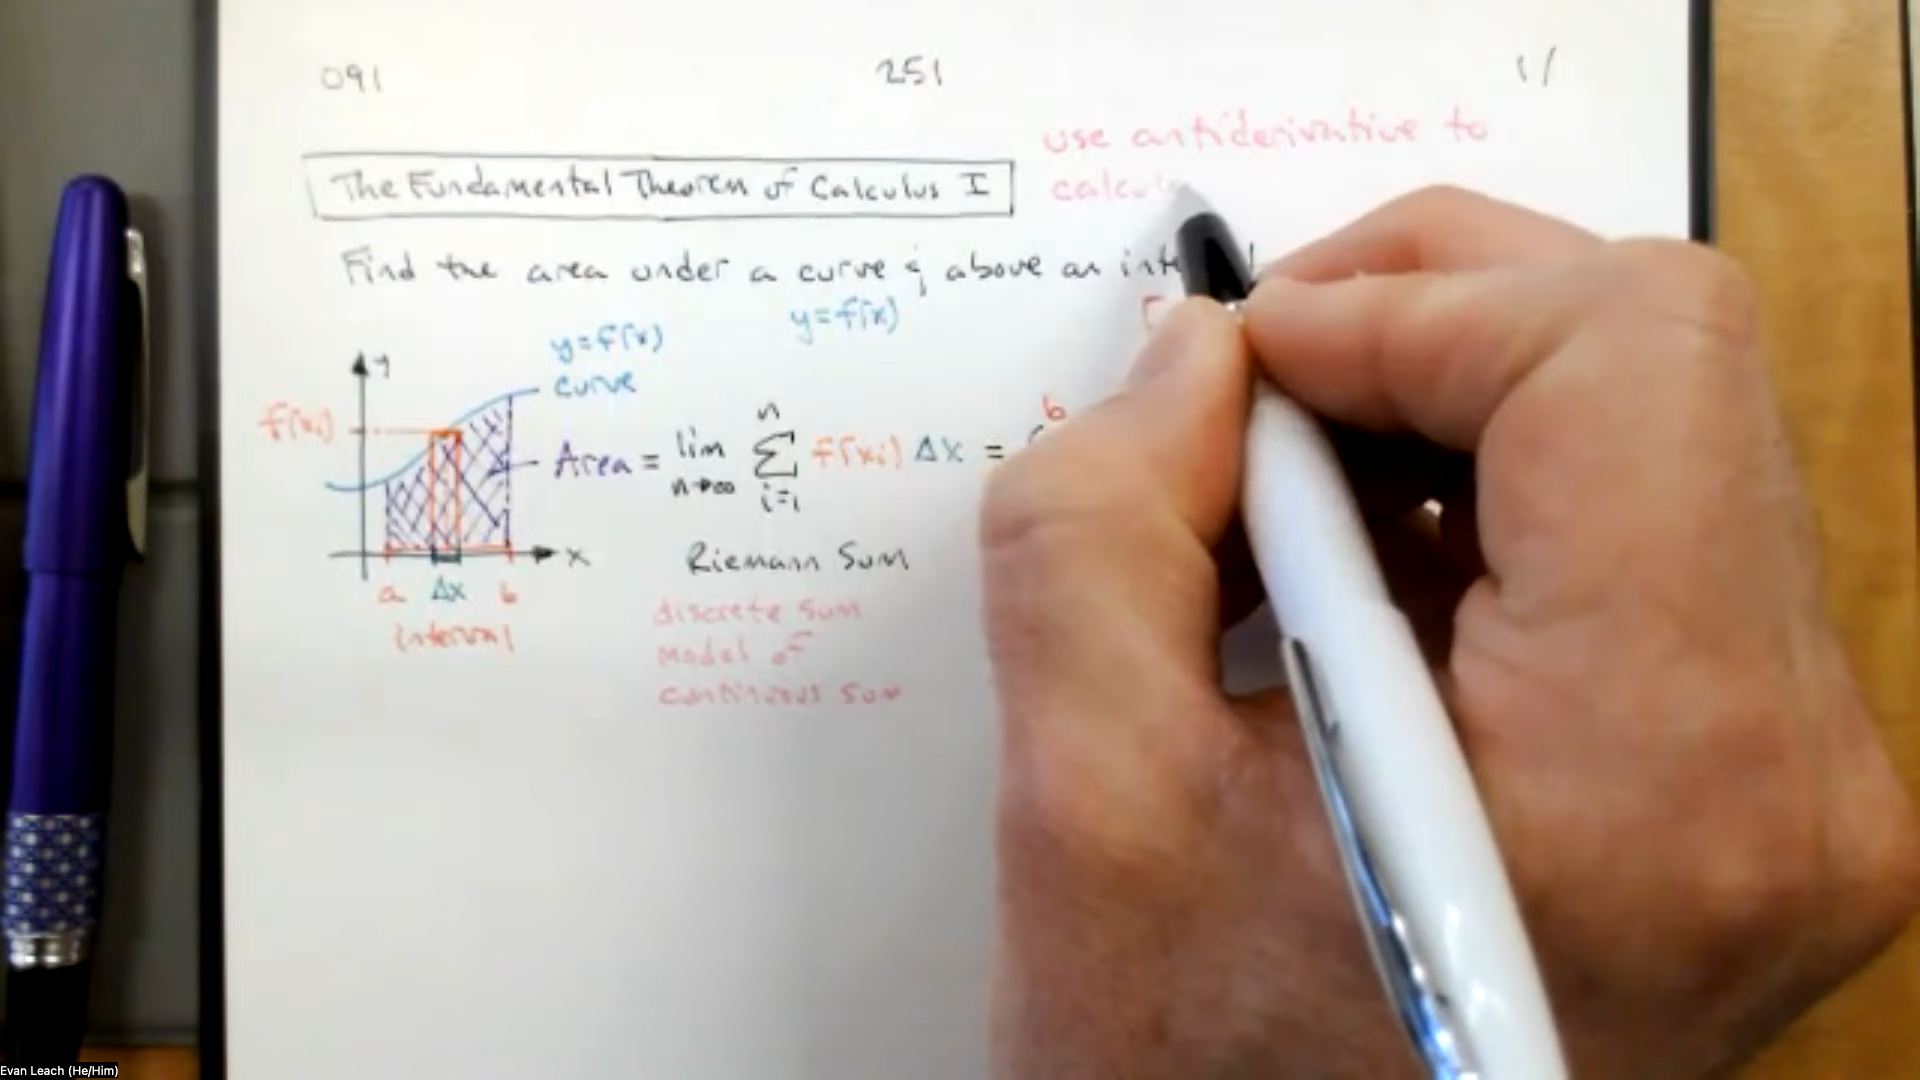 091 251 1/
use antiderivative to
The Fundamental Theorem of Calculus I
Find the area under a curve & above an
y=f(x)
[
y=f(x)
curve
y
f(xi)
Area = lim n→∞ n Σ i=1 f(xi) Δx = b
x
Riemann Sum
a Δx b
interval
discrete sum
model of
continuous sum
Evan Leach (He/Him)